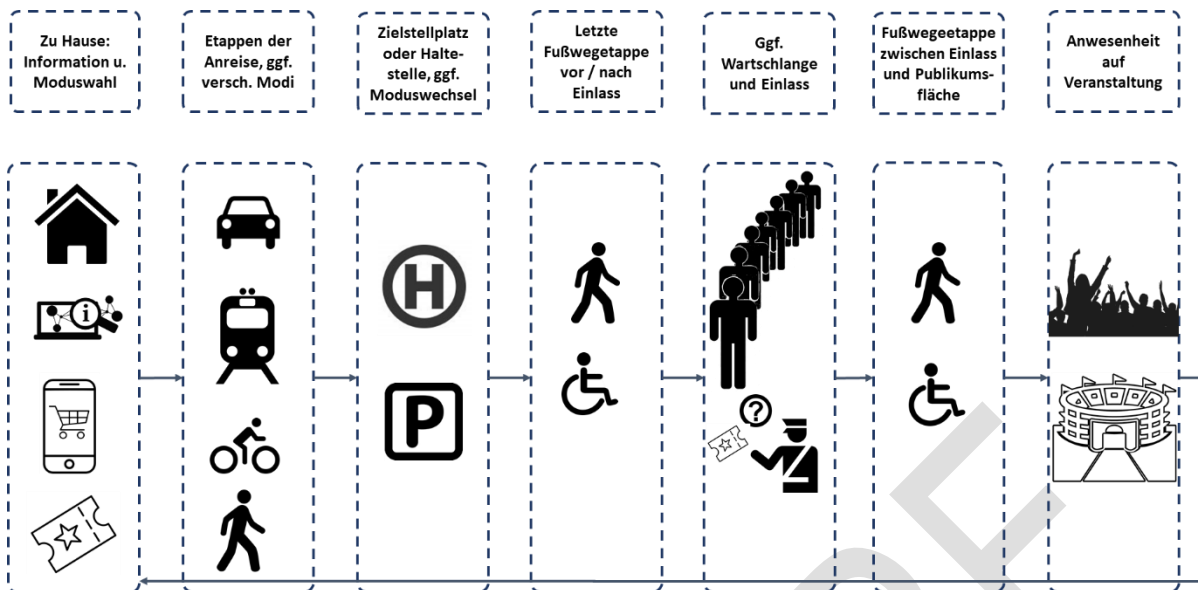 Zu Hause:
Information u.
Moduswahl
Etappen der
Anreise, ggf.
versch. Modi
Zielstellplatz
oder Halte-
stelle, ggf.
Moduswechsel
Letzte
Fußwegetappe
vor / nach
Einlass
Ggf.
Wartschlange
und Einlass
Fußwegeetappe
zwischen Einlass
und Publikums-
fläche
Anwesenheit
auf
Veranstaltung
i
H
P
?